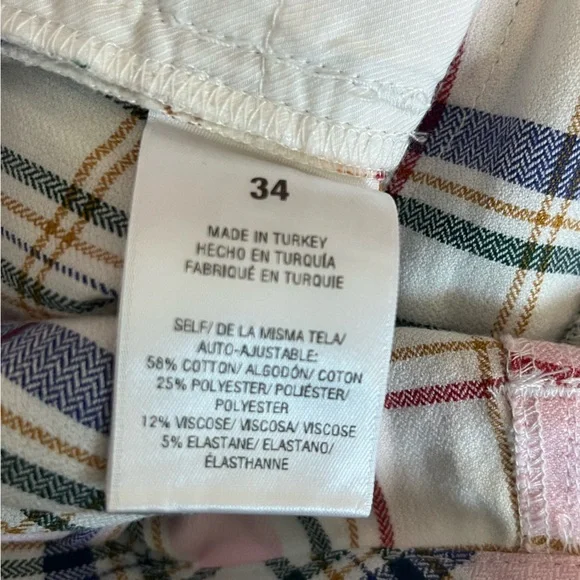 34
MADE IN TURKEY
HECHO EN TURQUÍA
FABRIQUÉ EN TURQUIE
SELF/ DE LA MISMA TELA/
AUTO-AJUSTABLE:
58% COTTON/ ALGODÓN/ COTON
25% POLYESTER/ POLIÉSTER/
POLYESTER
12% VISCOSE/ VISCOSA/ VISCOSE
5% ELASTANE/ ELASTANO/
ÉLASTHANNE